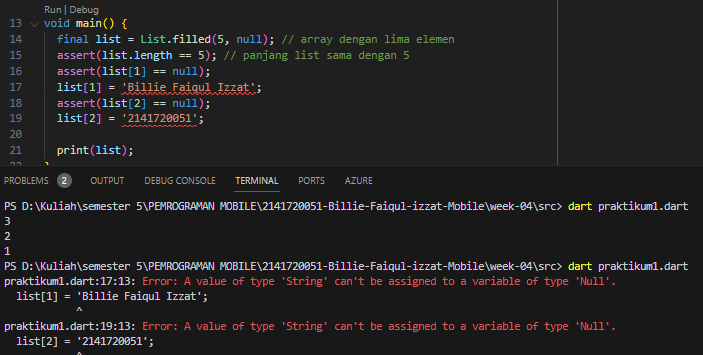 Run | Debug
13 void main() {
14 final list = List.filled(5, null); // array dengan lima elemen
15 assert(list.length == 5); // panjang list sama dengan 5
16 assert(list[1] == null);
17 list[1] = 'Billie Faiqul Izzat';
18 assert(list[2] == null);
19 list[2] = '2141720051';
20
21 print(list);
22 }
PROBLEMS 2 OUTPUT DEBUG CONSOLE TERMINAL PORTS AZURE
PS D:\Kuliah\semester 5\PEMROGRAMAN MOBILE\2141720051-Billie-Faiqul-izzat-Mobile\week-04\src> dart praktikum1.dart
3
2
1
PS D:\Kuliah\semester 5\PEMROGRAMAN MOBILE\2141720051-Billie-Faiqul-izzat-Mobile\week-04\src> dart praktikum1.dart
praktikum1.dart:17:13: Error: A value of type 'String' can't be assigned to a variable of type 'Null'.
list[1] = 'Billie Faiqul Izzat';
^
praktikum1.dart:19:13: Error: A value of type 'String' can't be assigned to a variable of type 'Null'.
list[2] = '2141720051';
^